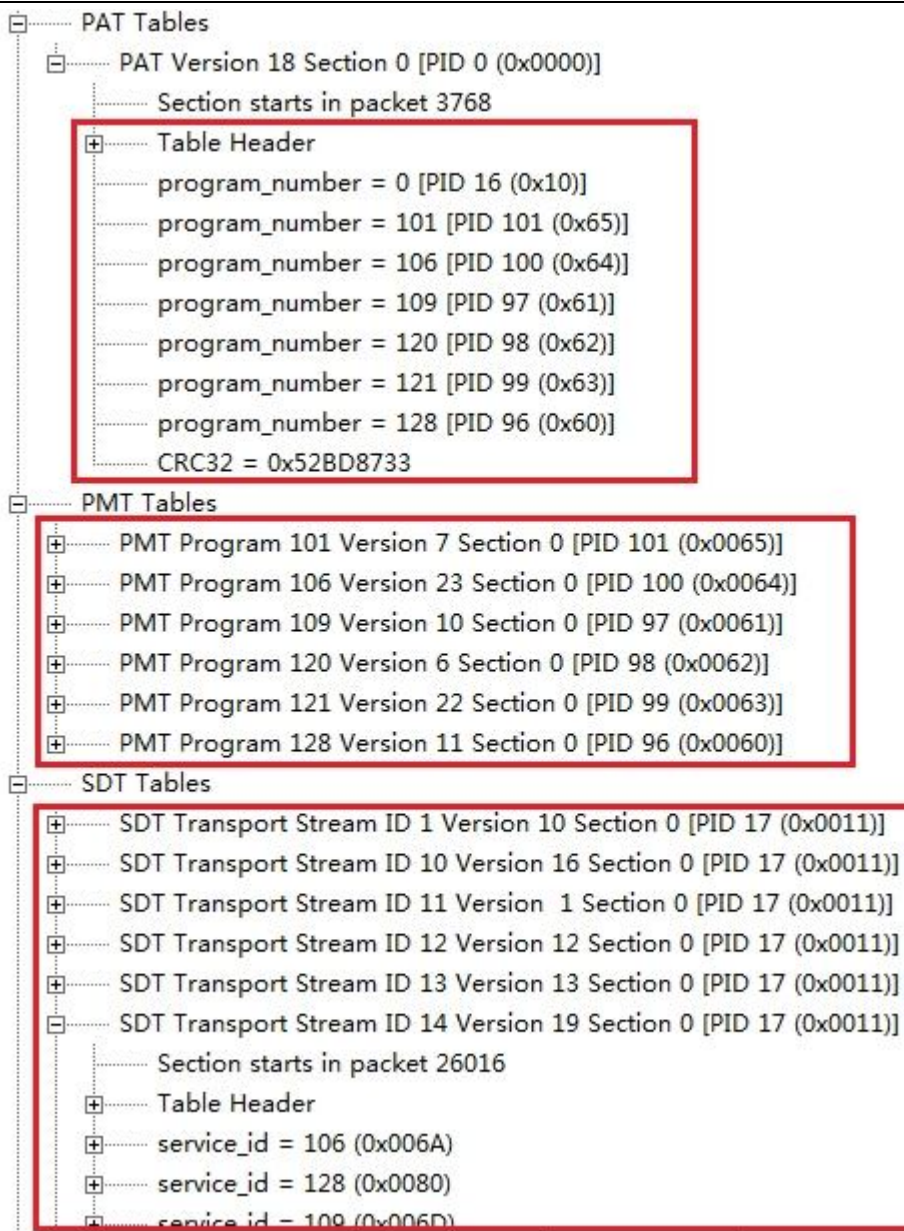 PAT Tables
PAT Version 18 Section 0 [PID 0 (0x0000)]
Section starts in packet 3768
Table Header
program_number = 0 [PID 16 (0x10)]
program_number = 101 [PID 101 (0x65)]
program_number = 106 [PID 100 (0x64)]
program_number = 109 [PID 97 (0x61)]
program_number = 120 [PID 98 (0x62)]
program_number = 121 [PID 99 (0x63)]
program_number = 128 [PID 96 (0x60)]
CRC32 = 0x52BD8733
PMT Tables
PMT Program 101 Version 7 Section 0 [PID 101 (0x0065)]
PMT Program 106 Version 23 Section 0 [PID 100 (0x0064)]
PMT Program 109 Version 10 Section 0 [PID 97 (0x0061)]
PMT Program 120 Version 6 Section 0 [PID 98 (0x0062)]
PMT Program 121 Version 22 Section 0 [PID 99 (0x0063)]
PMT Program 128 Version 11 Section 0 [PID 96 (0x0060)]
SDT Tables
SDT Transport Stream ID 1 Version 10 Section 0 [PID 17 (0x0011)]
SDT Transport Stream ID 10 Version 16 Section 0 [PID 17 (0x0011)]
SDT Transport Stream ID 11 Version  1 Section 0 [PID 17 (0x0011)]
SDT Transport Stream ID 12 Version 12 Section 0 [PID 17 (0x0011)]
SDT Transport Stream ID 13 Version 13 Section 0 [PID 17 (0x0011)]
SDT Transport Stream ID 14 Version 19 Section 0 [PID 17 (0x0011)]
Section starts in packet 26016
Table Header
service_id = 106 (0x006A)
service_id = 128 (0x0080)
service_id = 109 (0x006D)